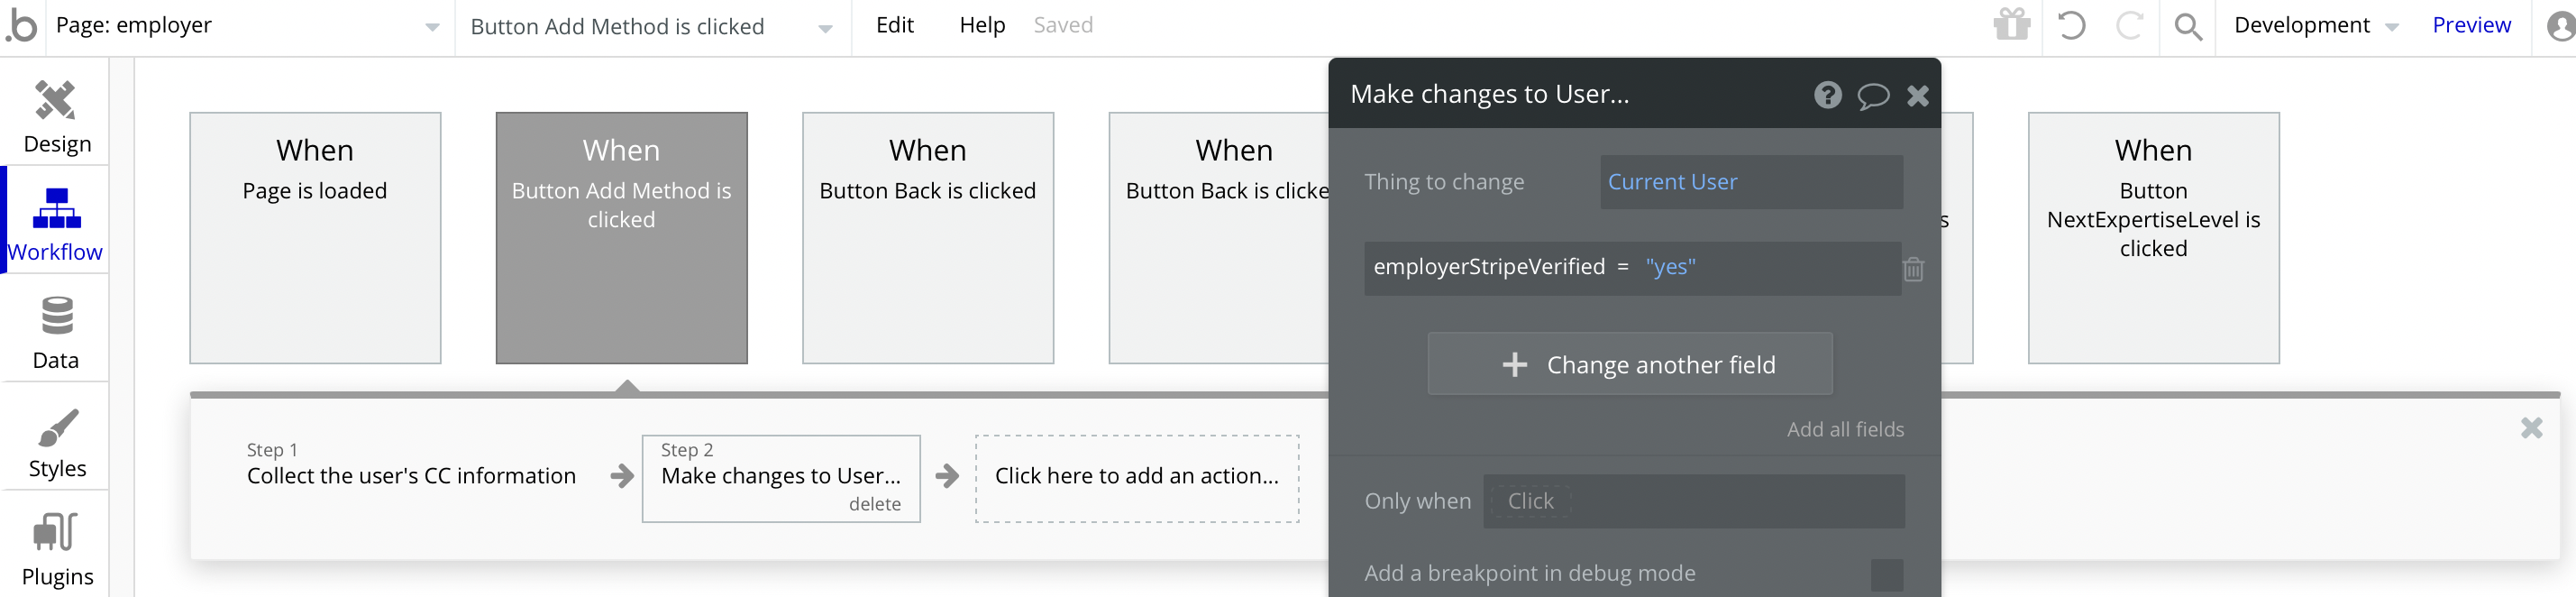 .b
Page: employer
Button Add Method is clicked
Edit
Help
Saved
Development
Preview
Design
Workflow
Data
Styles
Plugins
When
Page is loaded
When
Button Add Method is
clicked
When
Button Back is clicked
When
Button Back is clicke
s
When
Button
NextExpertiseLevel is
clicked
Step 1
Collect the user's CC information
Step 2
Make changes to User...
delete
Click here to add an action...
Make changes to User...
Thing to change
Current User
employerStripeVerified = "yes"
Change another field
Add all fields
Only when
Click
Add a breakpoint in debug mode